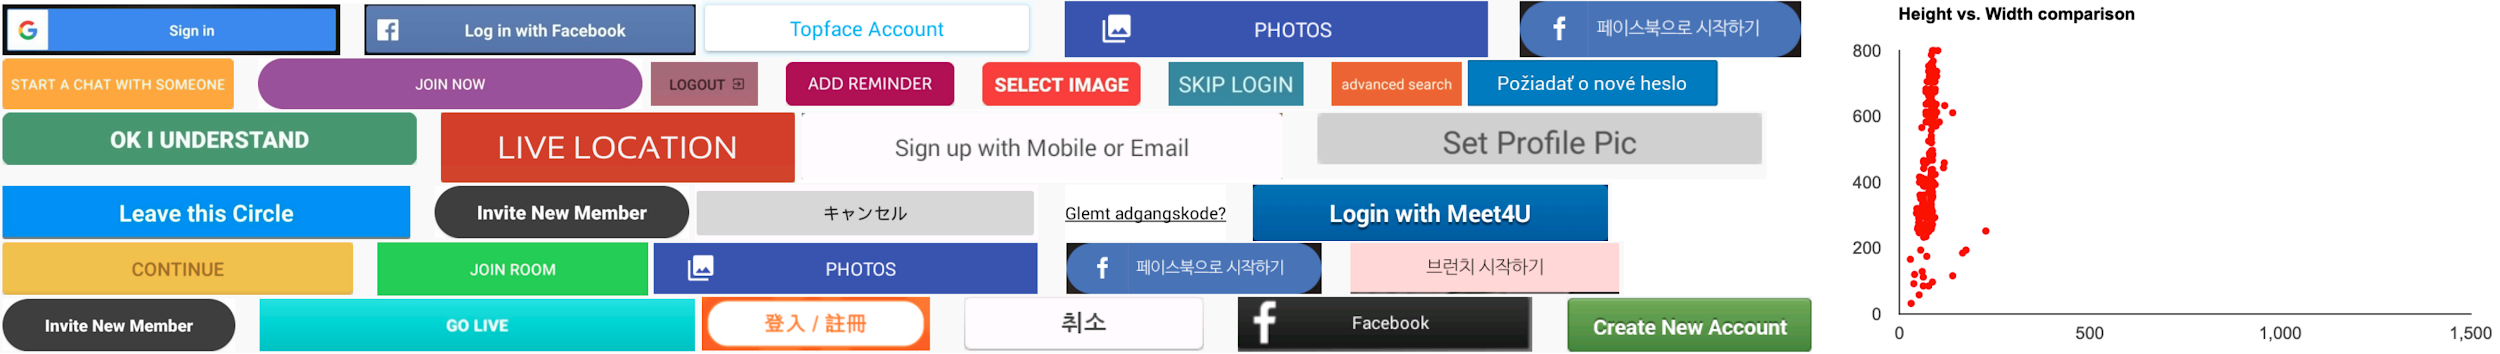 Sign in
Log in with Facebook
Topface Account
PHOTOS
페이스북으로 시작하기
START A CHAT WITH SOMEONE
JOIN NOW
LOGOUT
ADD REMINDER
SELECT IMAGE
SKIP LOGIN
advanced search
Požiadať o nové heslo
OK I UNDERSTAND
LIVE LOCATION
Sign up with Mobile or Email
Set Profile Pic
Leave this Circle
Invite New Member
キャンセル
Glemt adgangskode?
Login with Meet4U
CONTINUE
JOIN ROOM
PHOTOS
페이스북으로 시작하기
브런치 시작하기
Invite New Member
GO LIVE
登入 / 註冊
취소
Facebook
Create New Account
Height vs. Width comparison
800
600
400
200
0
0 500 1,000 1,500